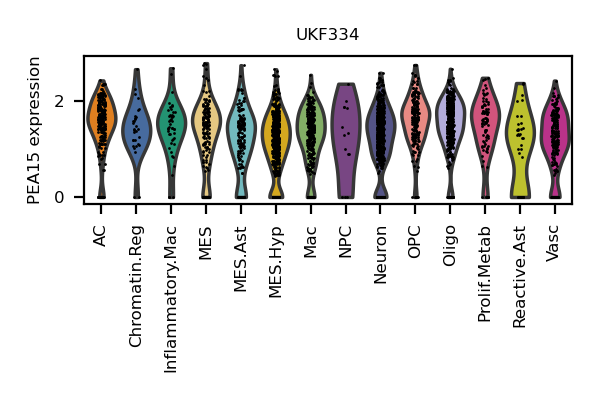 UKF334
PEA15 expression
2
0
AC
Chromatin.Reg
Inflammatory.Mac
MES
MES.Ast
MES.Hyp
Mac
NPC
Neuron
OPC
Oligo
Prolif.Metab
Reactive.Ast
Vasc